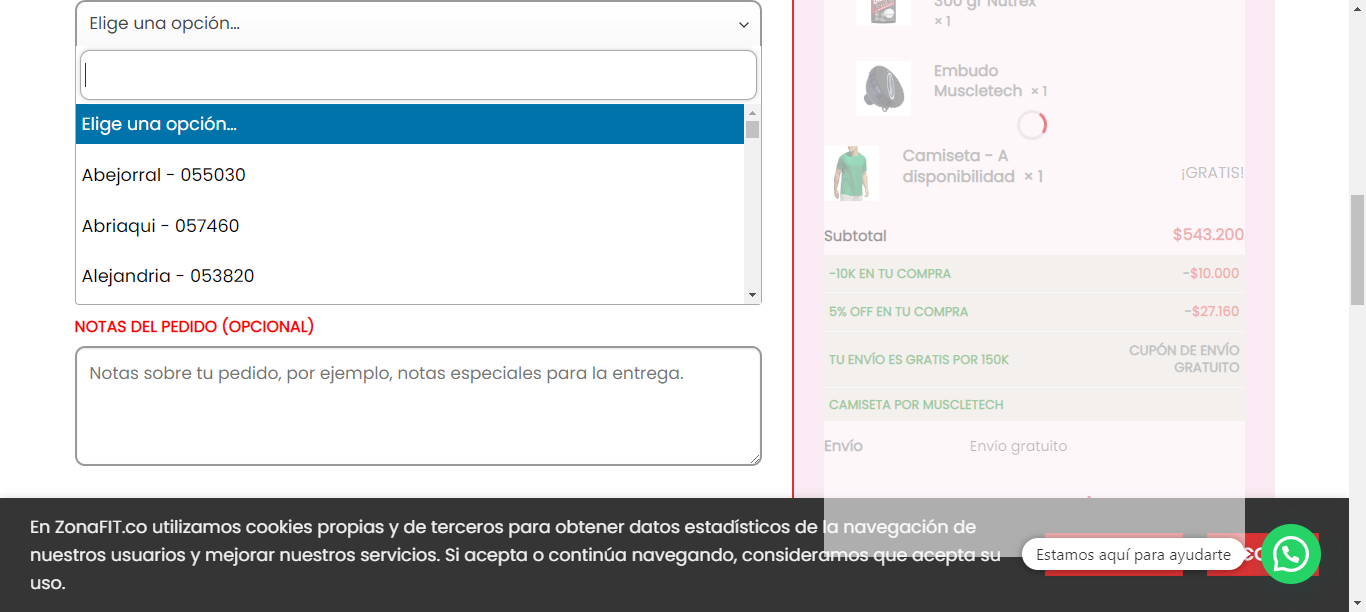 Elige una opción...
Elige una opción...
Abejorral - 055030
Abriaqui - 057460
Alejandria - 053820
NOTAS DEL PEDIDO (OPCIONAL)
Notas sobre tu pedido, por ejemplo, notas especiales para la entrega.
300 gr Nutrex
× 1
Embudo
Muscletech × 1
Camiseta - A
disponibilidad × 1
¡GRATIS!
Subtotal $543.200
-10K EN TU COMPRA -$10.000
5% OFF EN TU COMPRA -$27.160
TU ENVÍO ES GRATIS POR 150K CUPÓN DE ENVÍO
GRATUITO
CAMISETA POR MUSCLETECH
Envío Envío gratuito
En ZonaFIT.co utilizamos cookies propias y de terceros para obtener datos estadísticos de la navegación de
nuestros usuarios y mejorar nuestros servicios. Si acepta o continúa navegando, consideramos que acepta su
uso.
Estamos aquí para ayudarte